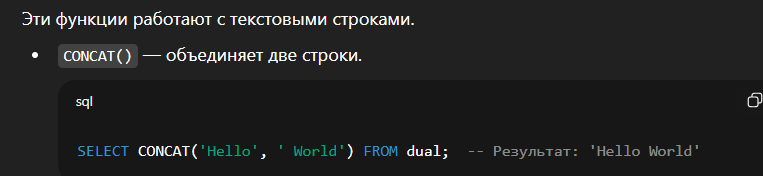 Эти функции работают с текстовыми строками.
• CONCAT() — объединяет две строки.
sql
SELECT CONCAT('Hello', ' World') FROM dual;  -- Результат: 'Hello World'